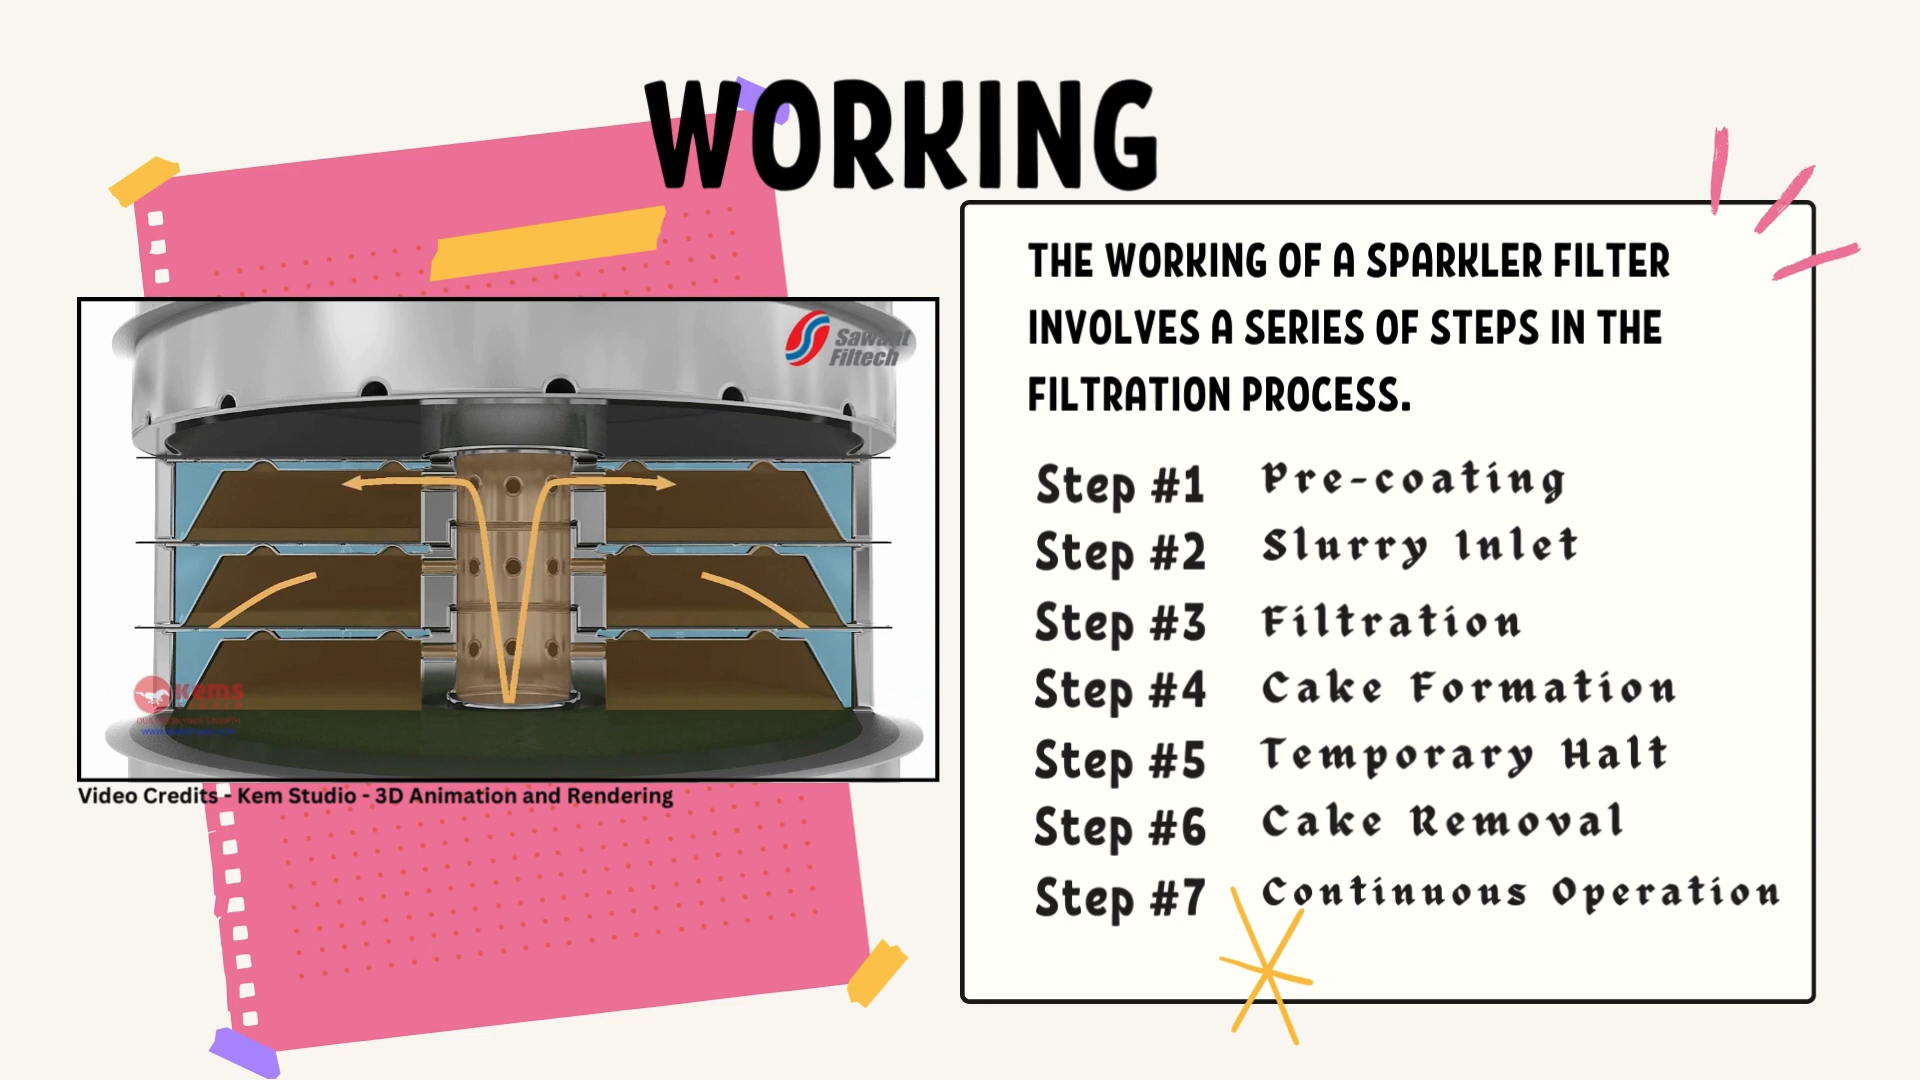 WORKING
Sawant
Filtech
Kems
Video Credits - Kem Studio - 3D Animation and Rendering
THE WORKING OF A SPARKLER FILTER
INVOLVES A SERIES OF STEPS IN THE
FILTRATION PROCESS.
Step #1 Pre-coating
Step #2 Slurry Inlet
Step #3 Filtration
Step #4 Cake Formation
Step #5 Temporary Halt
Step #6 Cake Removal
Step #7 Continuous Operation